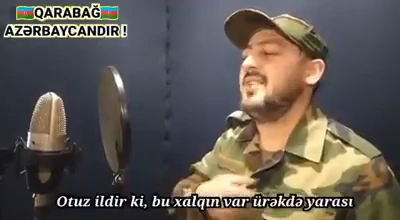 QARABAĞ
AZƏRBAYCANDIR !
Otuz ildir ki, bu xalqın var ürəkdə yarası